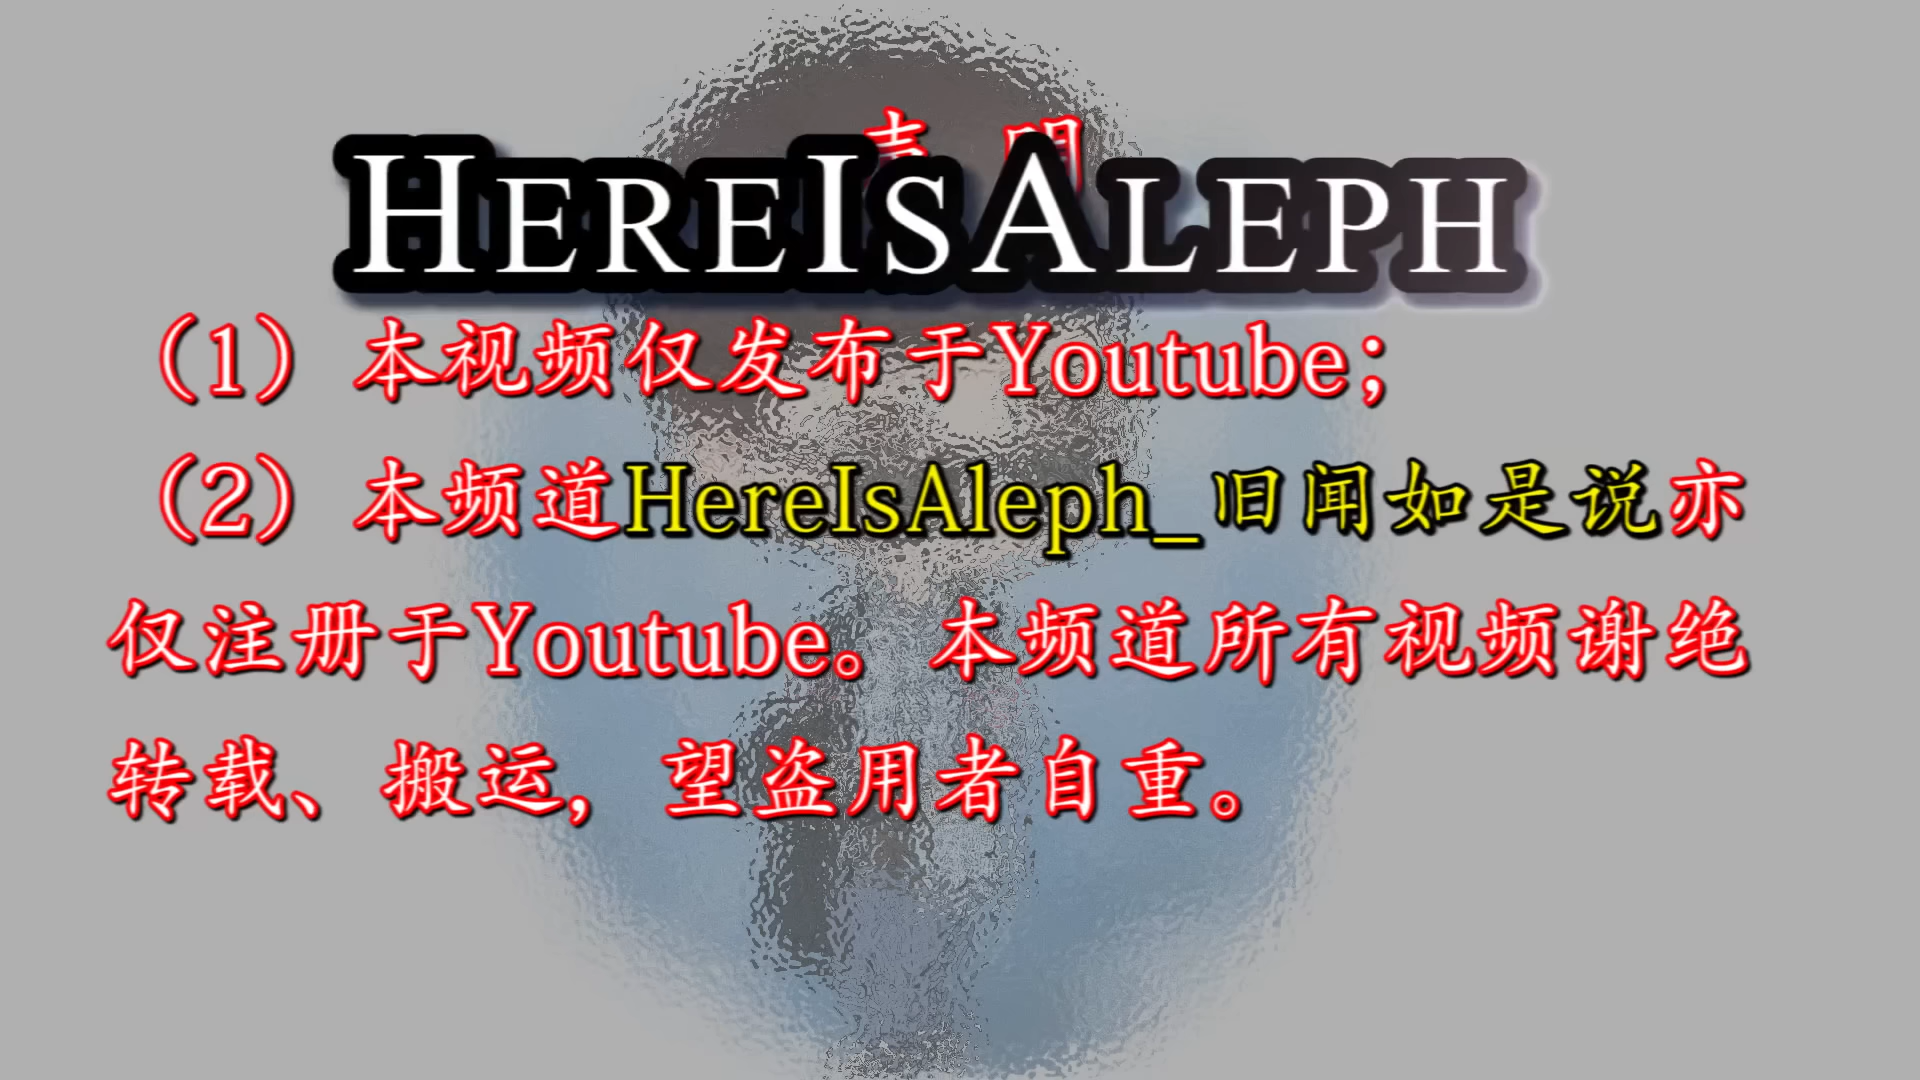 声 明
HEREISALEPH
（1）本视频仅发布于Youtube；
（2）本频道HereIsAleph_旧闻如是说亦
仅注册于Youtube。本频道所有视频谢绝
转载、搬运，望盗用者自重。